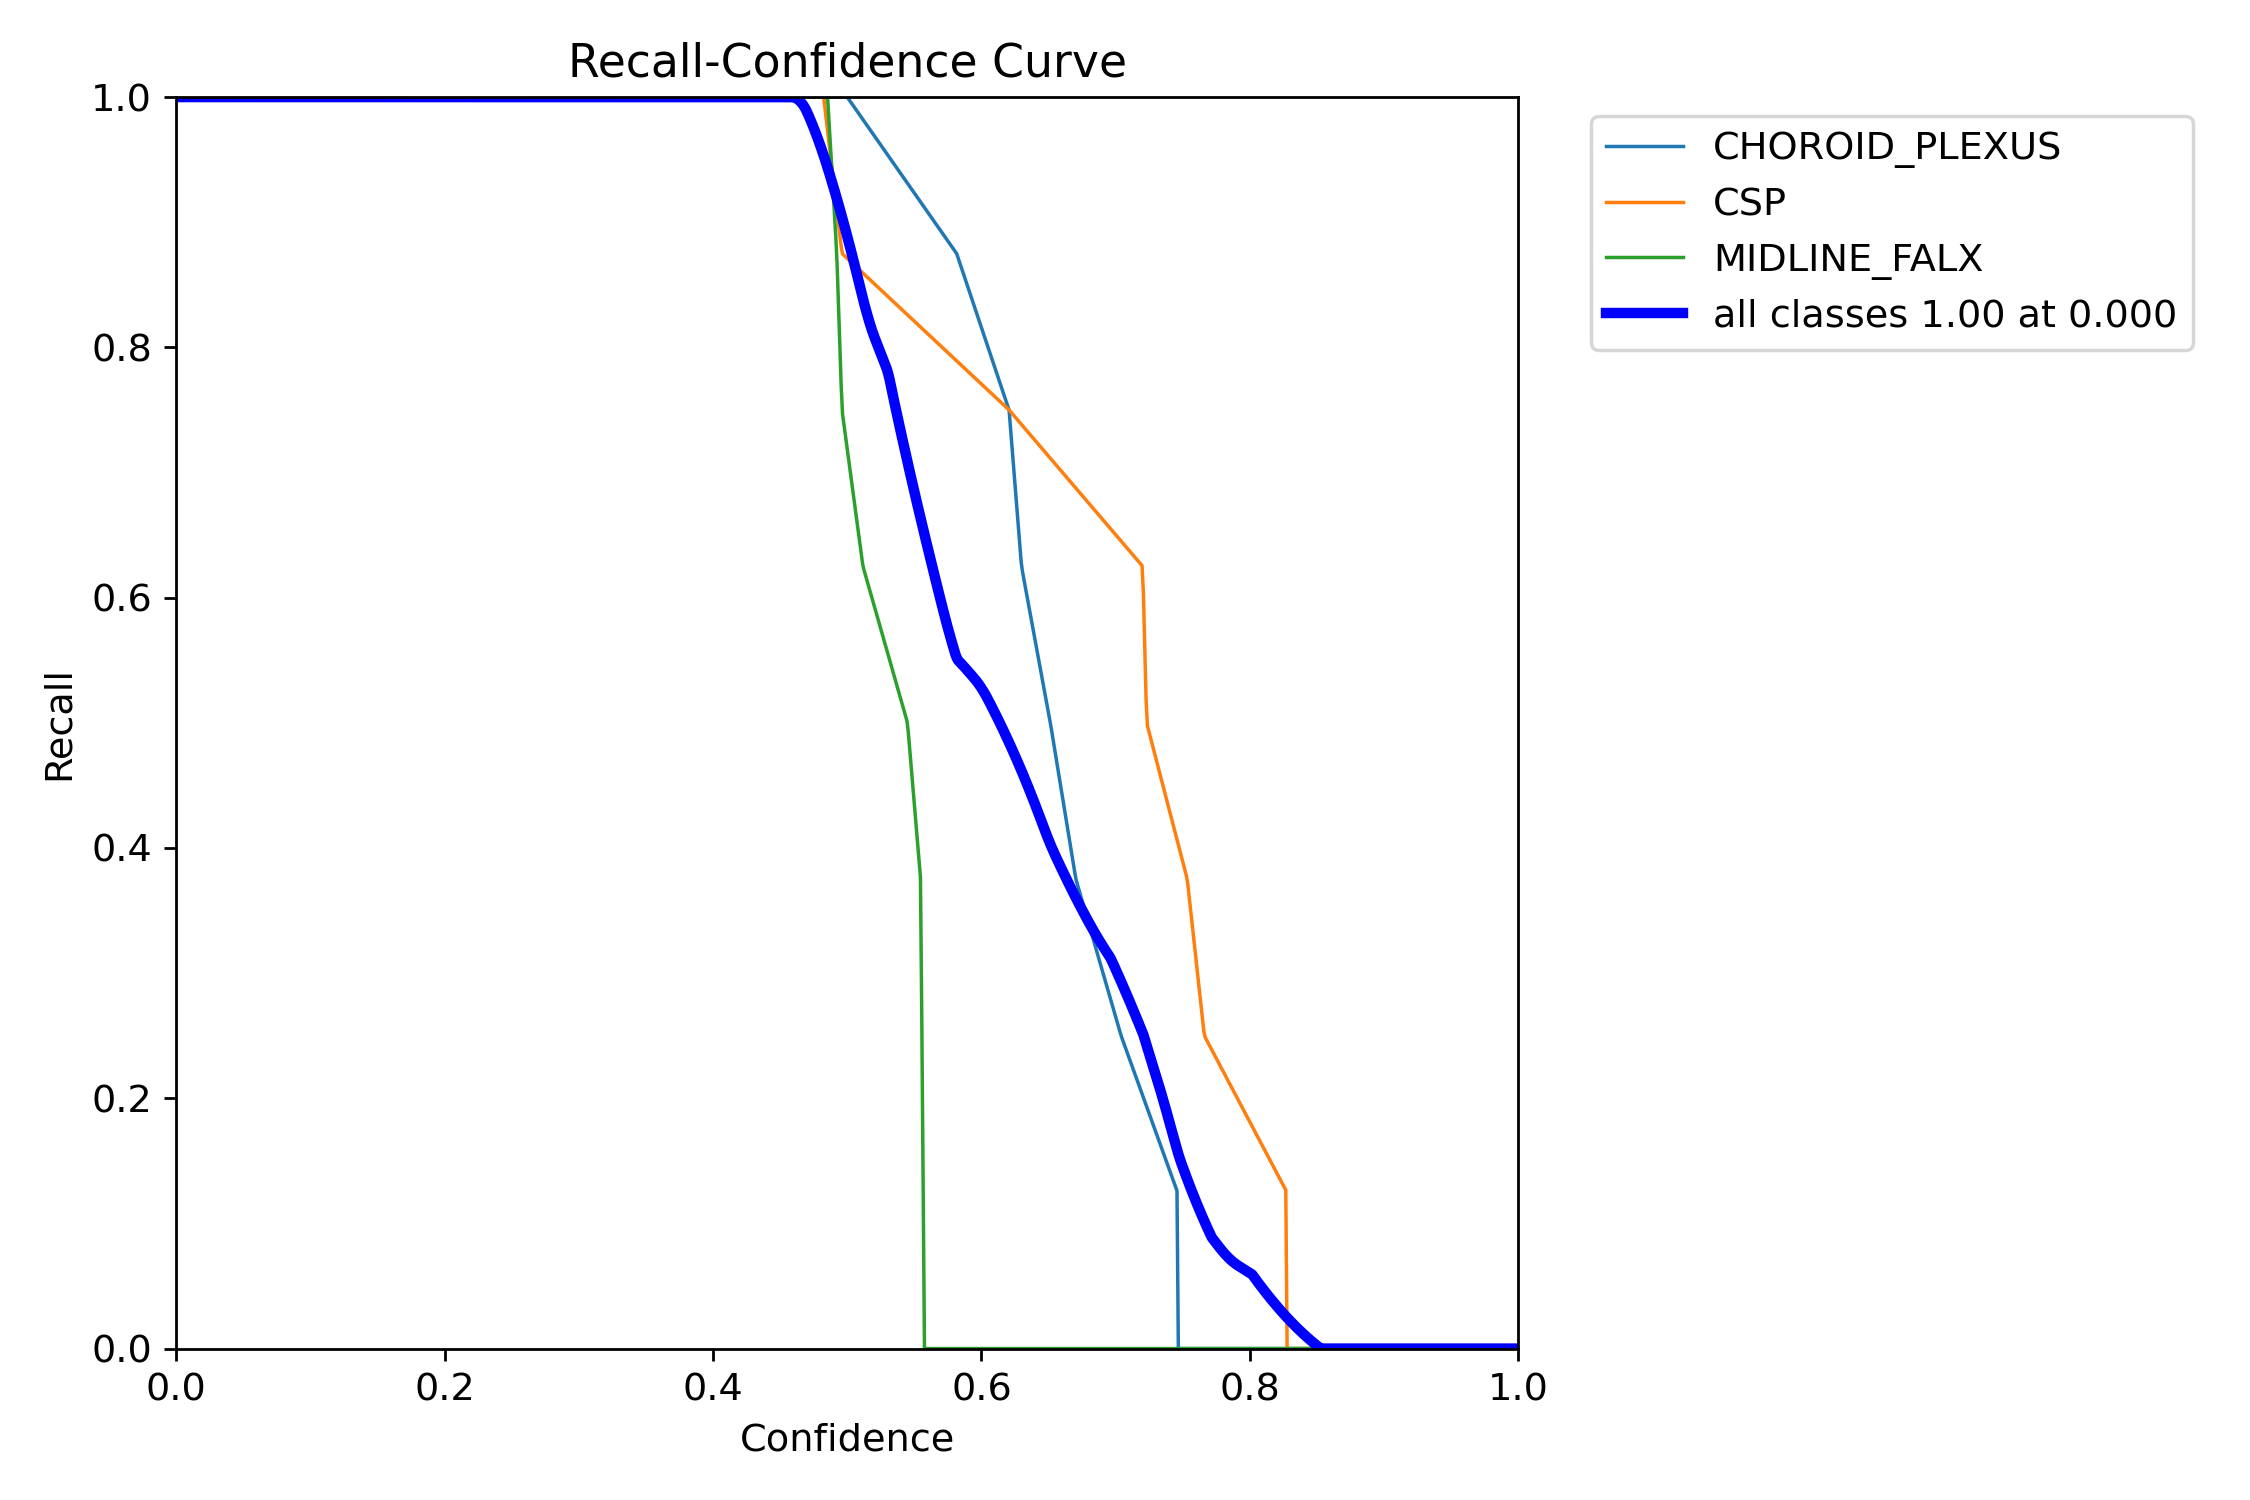 Recall-Confidence Curve
1.0
0.8
0.6
0.4
0.2
0.0
Recall
0.0 0.2 0.4 0.6 0.8 1.0
Confidence
CHOROID_PLEXUS
CSP
MIDLINE_FALX
all classes 1.00 at 0.000